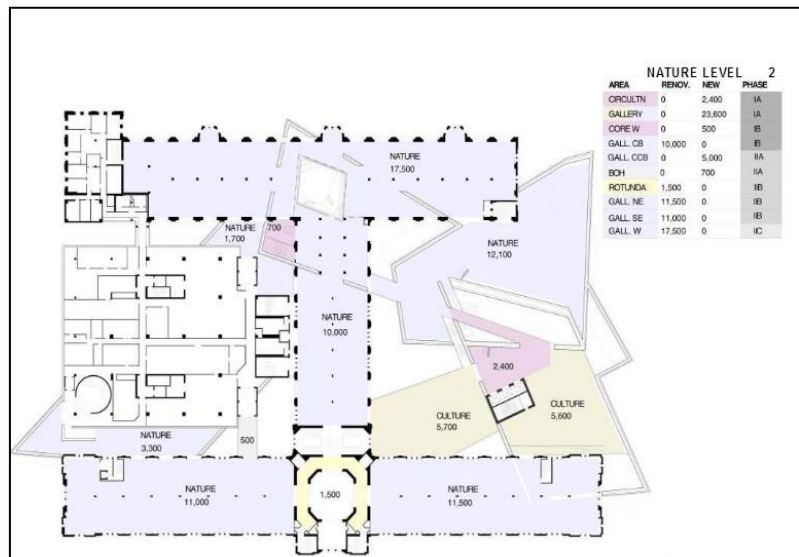 NATURE LEVEL 2
AREA RENOV. NEW PHASE
CIRCULTN 0 2,400 IA
GALLERY 0 23,600 IA
CORE W 0 500 IB
GALL. CB 10,000 0 IB
GALL. CCB 0 5,000 IIA
BOH 0 700 IIA
ROTUNDA 1,500 0 IIB
GALL. NE 11,500 0 IIB
GALL. SE 11,000 0 IIB
GALL. W 17,500 0 IIC
NATURE
17,500
NATURE
1,700
700
NATURE
12,100
NATURE
10,000
2,400
CULTURE
5,700
CULTURE
5,600
NATURE
3,300
500
NATURE
11,000
1,500
NATURE
11,500